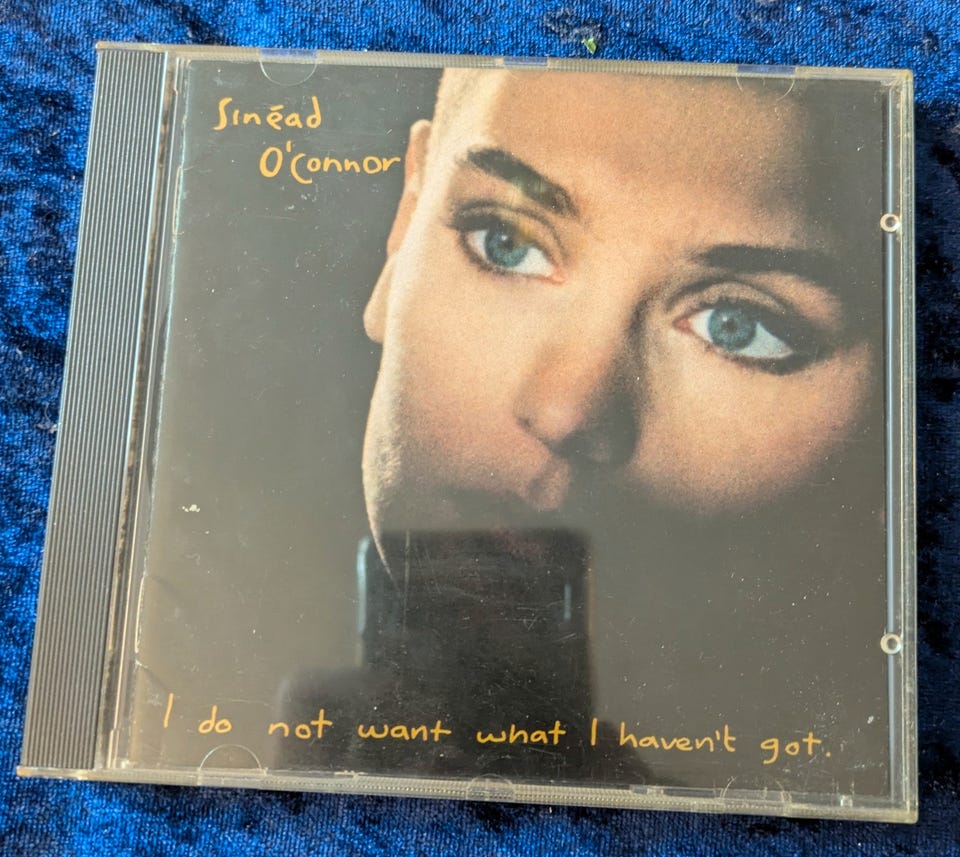 Sinéad
O'Connor
I do not want what I haven't got.